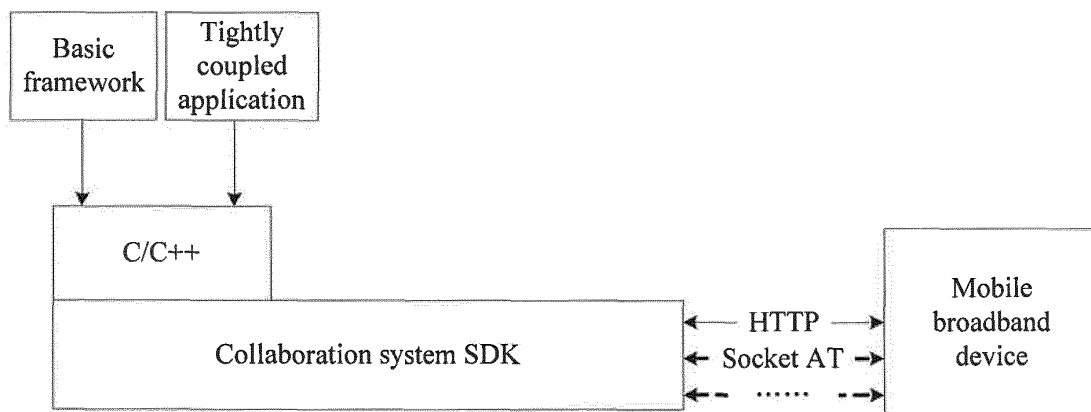 Basic
framework
Tightly
coupled
application
C/C++
Collaboration system SDK
HTTP
Socket AT
......
Mobile
broadband
device